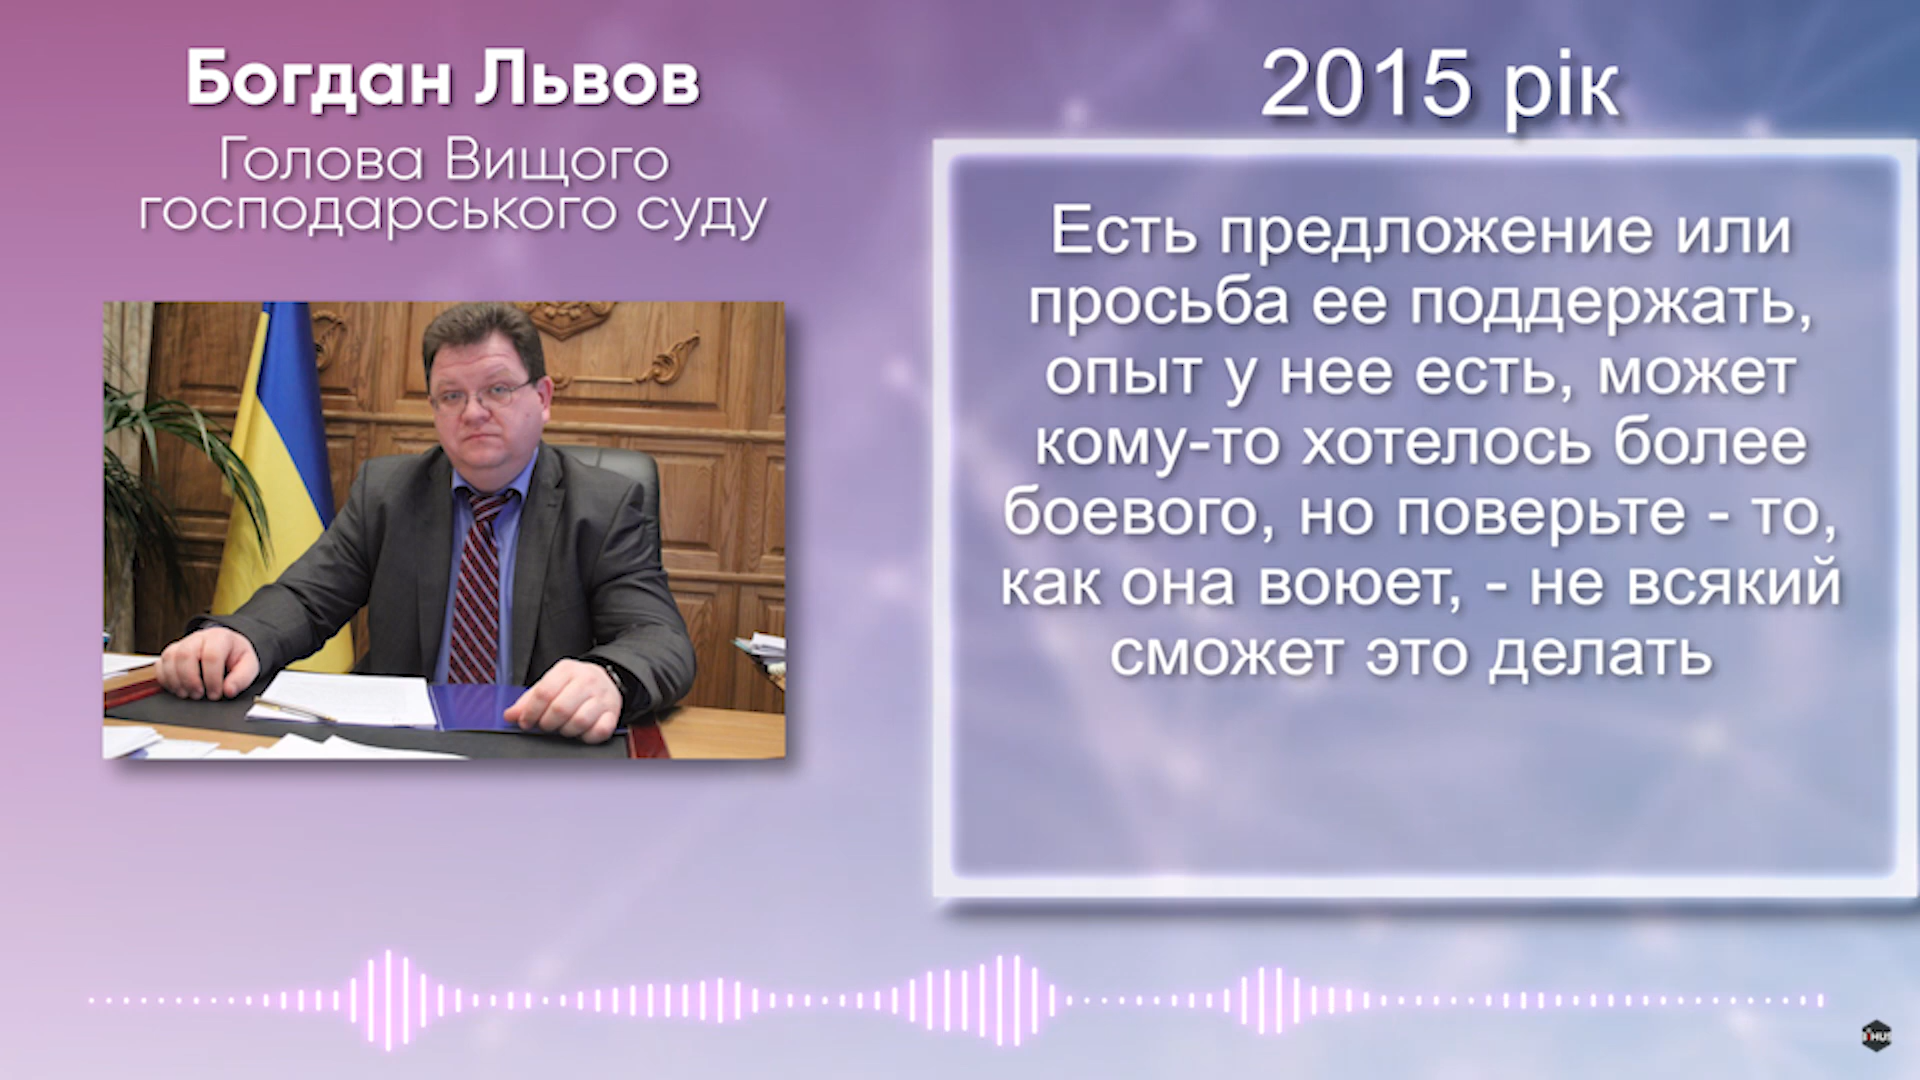 Богдан Львов
Голова Вищого
господарського суду
2015 рік
Есть предложение или
просьба ее поддержать,
опыт у нее есть, может
кому-то хотелось более
боевого, но поверьте - то,
как она воюет, - не всякий
сможет это делать
BIHUS